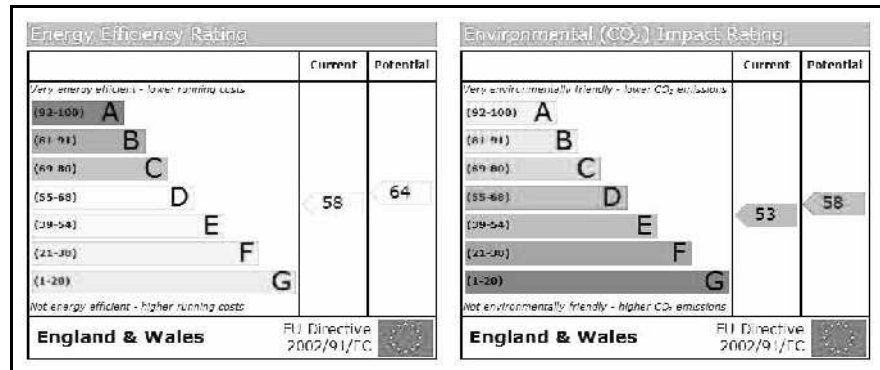 Energy Efficiency Rating
Current Potential
Very energy efficient - lower running costs
(92-100) A
(81-91) B
(69-80) C
(55-68) D
(39-54) E
(21-38) F
(1-20) G
58
64
Not energy efficient - higher running costs
England & Wales
EU Directive
2002/91/EC
Environmental (CO₂) Impact Rating
Current Potential
Very environmentally friendly - lower CO₂ emissions
(92-100) A
(81-91) B
(69-80) C
(55-68) D
(39-54) E
(21-38) F
(1-20) G
53
58
Not environmentally friendly - higher CO₂ emissions
England & Wales
EU Directive
2002/91/EC